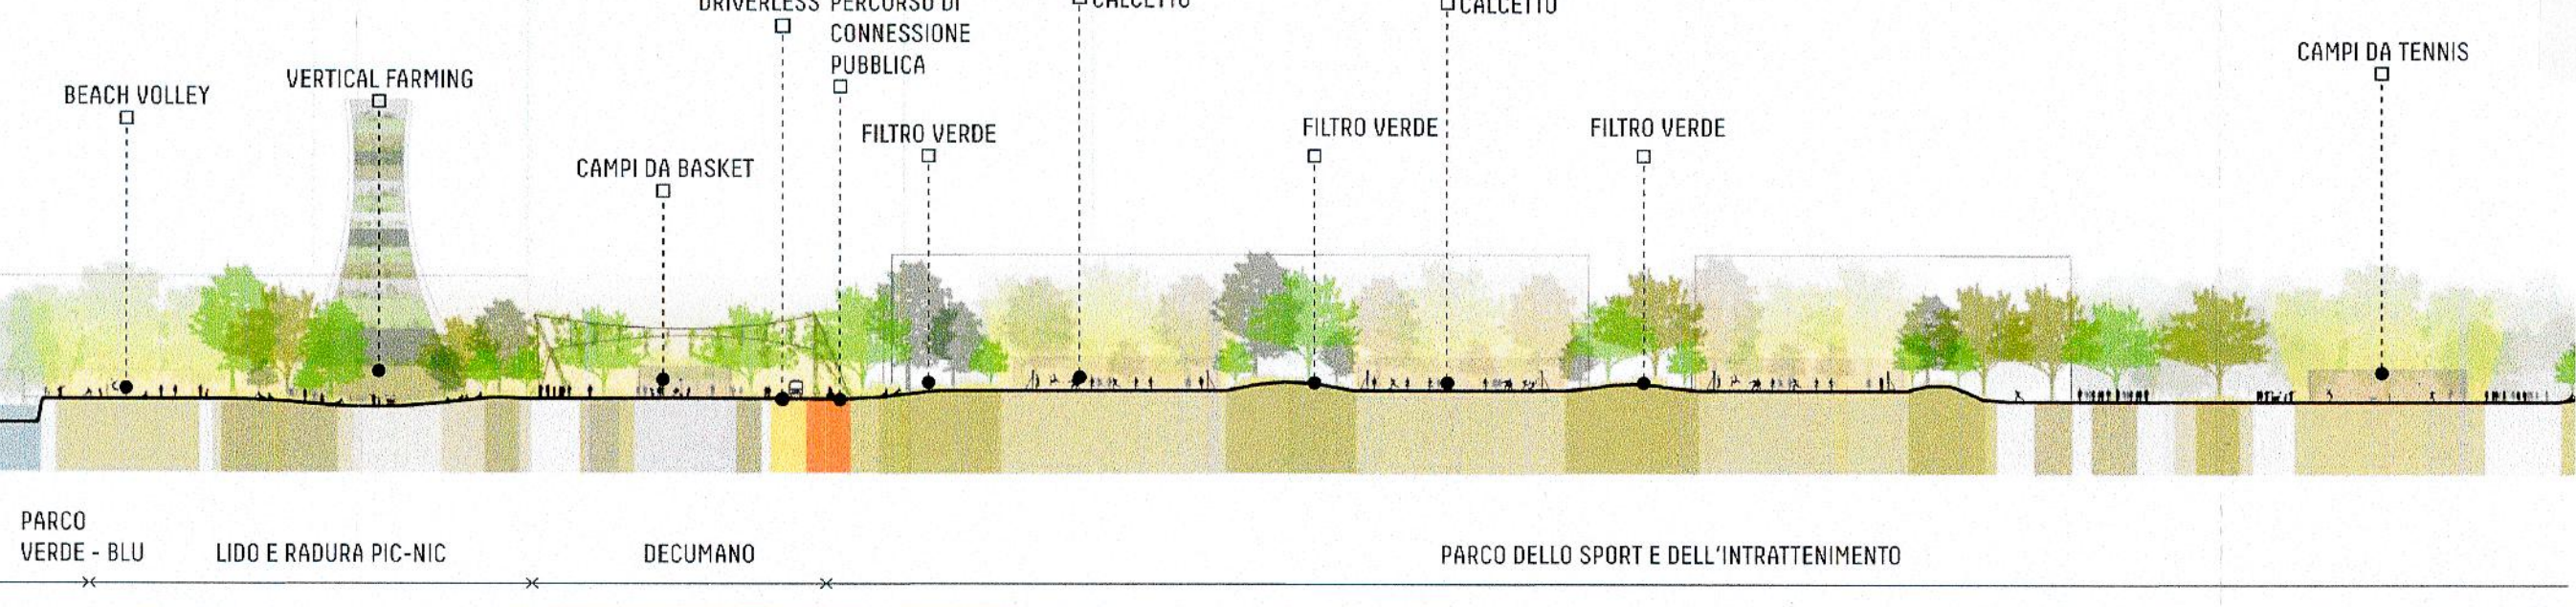 DRIVERLESS
PERCORSO DI
CONNESSIONE
PUBBLICA
CALCETTO
CALCETTO
CAMPI DA TENNIS
BEACH VOLLEY
VERTICAL FARMING
FILTRO VERDE
FILTRO VERDE
FILTRO VERDE
CAMPI DA BASKET
PARCO
VERDE - BLU
LIDO E RADURA PIC-NIC
DECUMANO
PARCO DELLO SPORT E DELL'INTRATTENIMENTO